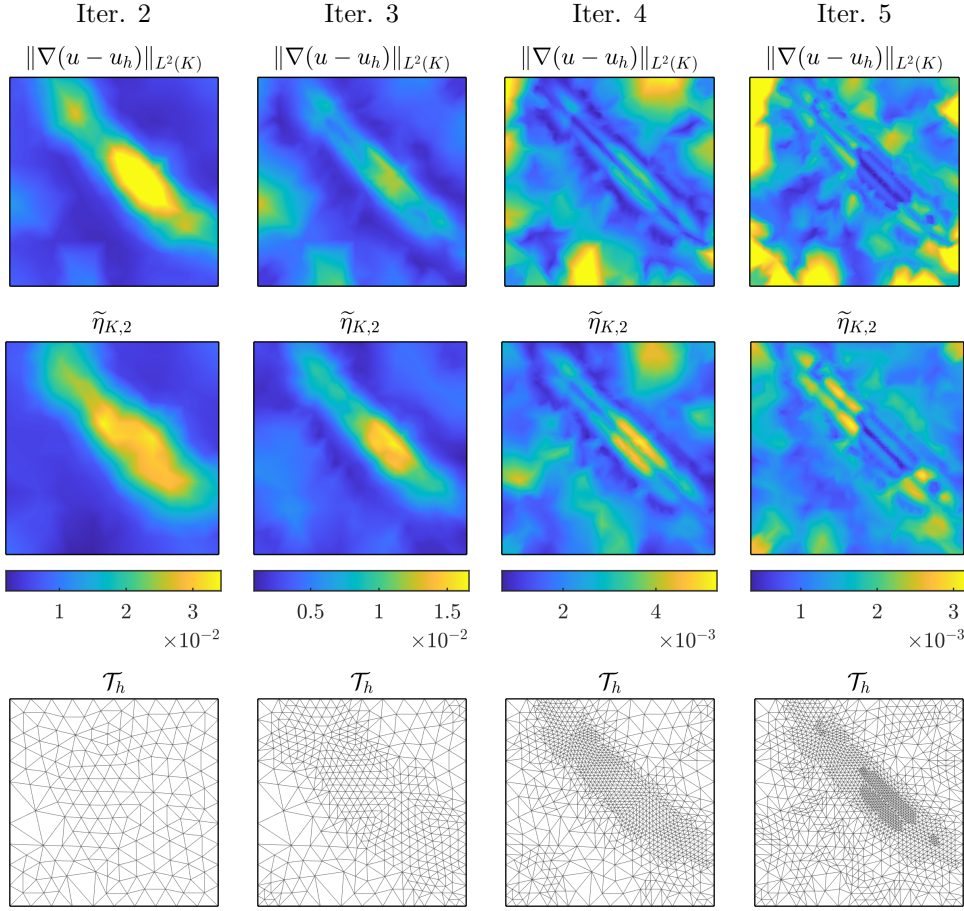 Iter. 2 Iter. 3 Iter. 4 Iter. 5
‖∇(u − u_h)‖_{L²(K)} ‖∇(u − u_h)‖_{L²(K)} ‖∇(u − u_h)‖_{L²(K)} ‖∇(u − u_h)‖_{L²(K)}
η̃_{K,2} η̃_{K,2} η̃_{K,2} η̃_{K,2}
1 2 3 0.5 1 1.5 2 4 1 2 3
×10⁻² ×10⁻² ×10⁻³ ×10⁻³
𝒯_h 𝒯_h 𝒯_h 𝒯_h